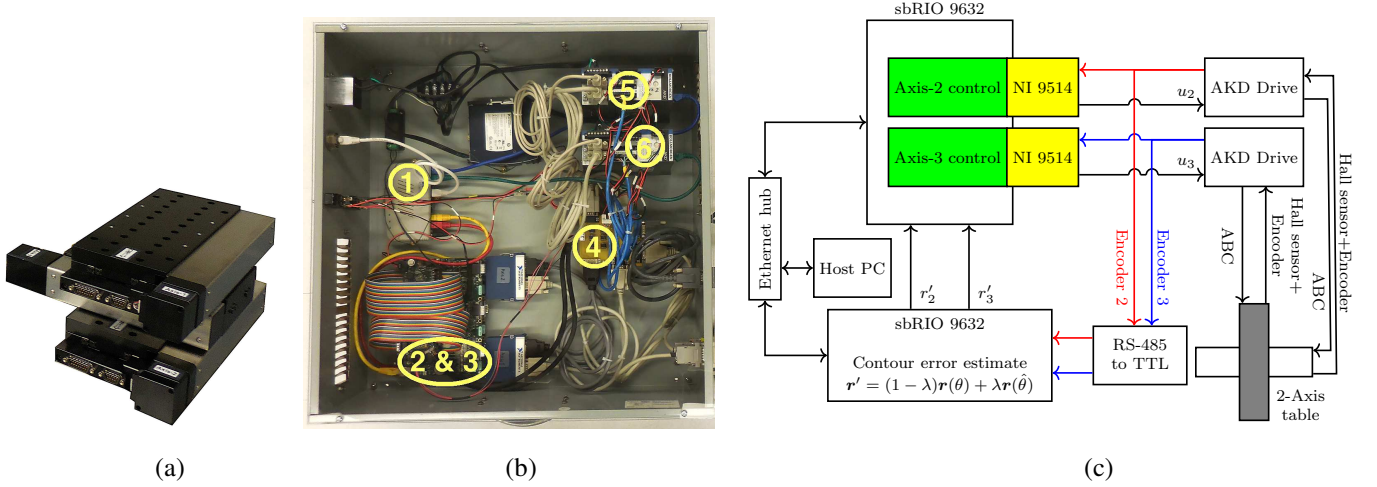 1
2 & 3
4
5
6
sbRIO 9632
Axis-2 control
NI 9514
u2
AKD Drive
Axis-3 control
NI 9514
u3
AKD Drive
Ethernet hub
Host PC
r′2
r′3
Encoder 2
Encoder 3
ABC
Hall sensor+
Encoder
ABC
Hall sensor+Encoder
sbRIO 9632
Contour error estimate
r′ = (1 − λ)r(θ) + λr(θ̂)
RS-485
to TTL
2-Axis
table
(a)
(b)
(c)